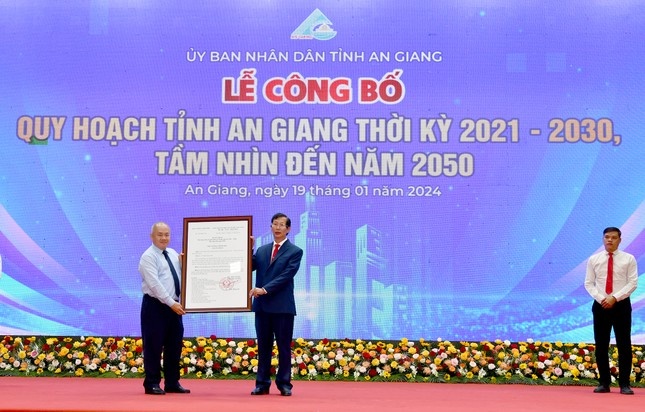 ỦY BAN NHÂN DÂN TỈNH AN GIANG
LỄ CÔNG BỐ
QUY HOẠCH TỈNH AN GIANG THỜI KỲ 2021 - 2030,
TẦM NHÌN ĐẾN NĂM 2050
An Giang, ngày 19 tháng 01 năm 2024